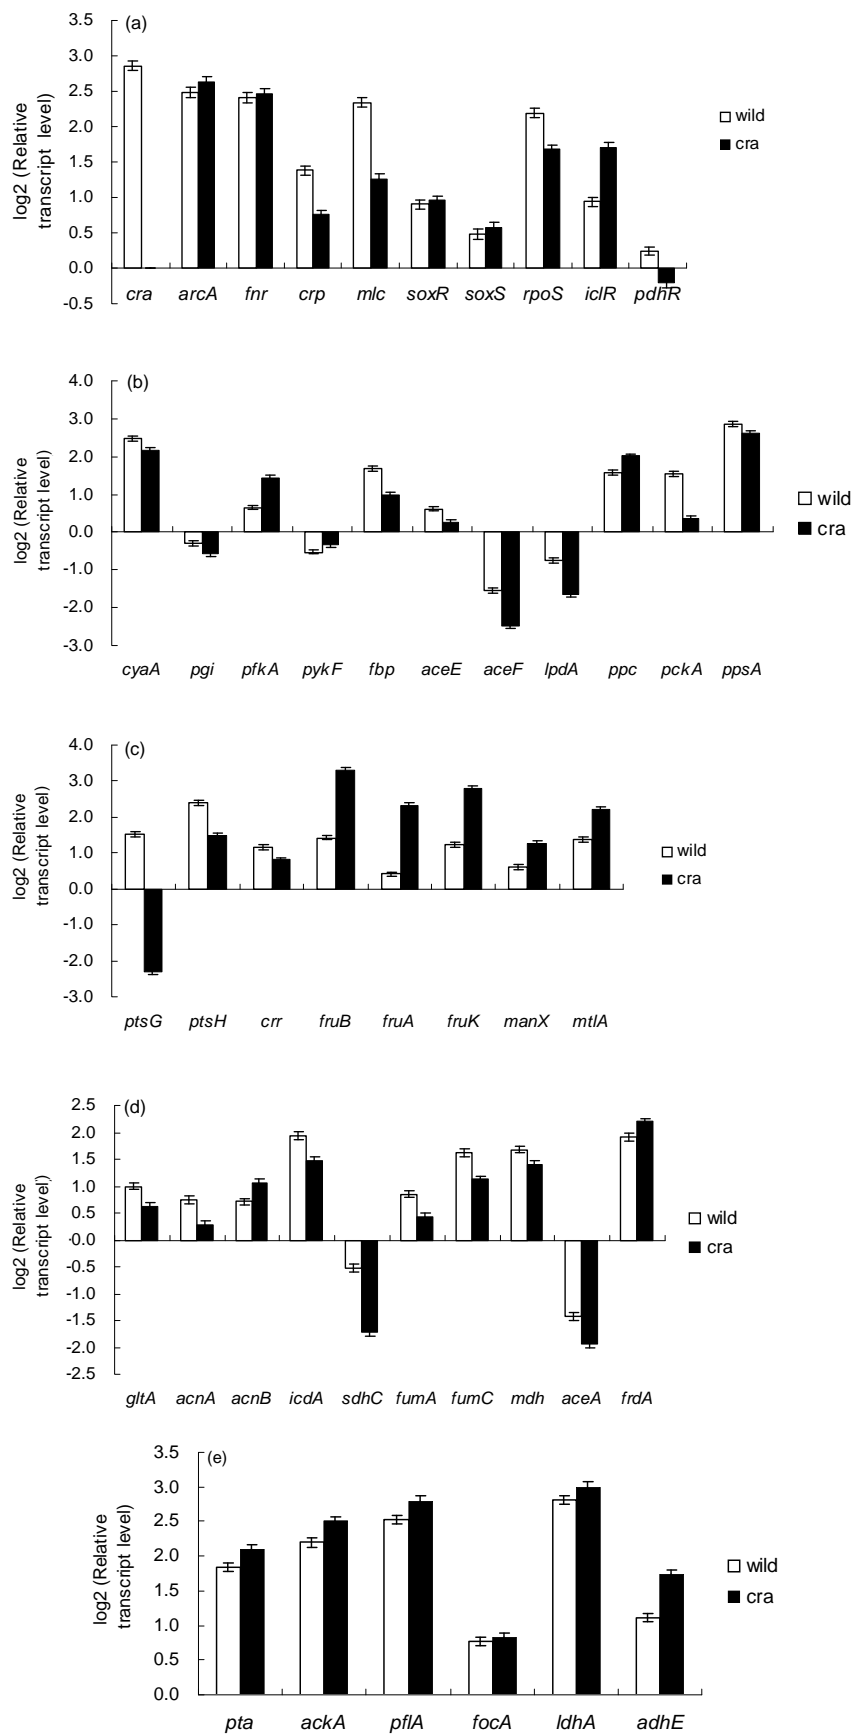 (a)
3.5
3.0
2.5
2.0
1.5
1.0
0.5
0.0
-0.5
log2 (Relative
transcript level)
cra arcA fnr crp mlc soxR soxS rpoS iclR pdhR
wild
cra
(b)
4.0
3.0
2.0
1.0
0.0
-1.0
-2.0
-3.0
log2 (Relative
transcript level)
cyaA pgi pfkA pykF fbp aceE aceF lpdA ppc pckA ppsA
wild
cra
(c)
4.0
3.0
2.0
1.0
0.0
-1.0
-2.0
-3.0
log2 (Relative
transcript level)
ptsG ptsH crr fruB fruA fruK manX mtlA
wild
cra
(d)
2.5
2.0
1.5
1.0
0.5
-0.0
-0.5
-1.0
-1.5
-2.0
-2.5
log2 (Relative
transcript level)
gltA acnA acnB icdA sdhC fumA fumC mdh aceA frdA
wild
cra
(e)
3.5
3.0
2.5
2.0
1.5
1.0
0.5
0.0
log2 (Relative
transcript level)
pta ackA pflA focA ldhA adhE
wild
cra